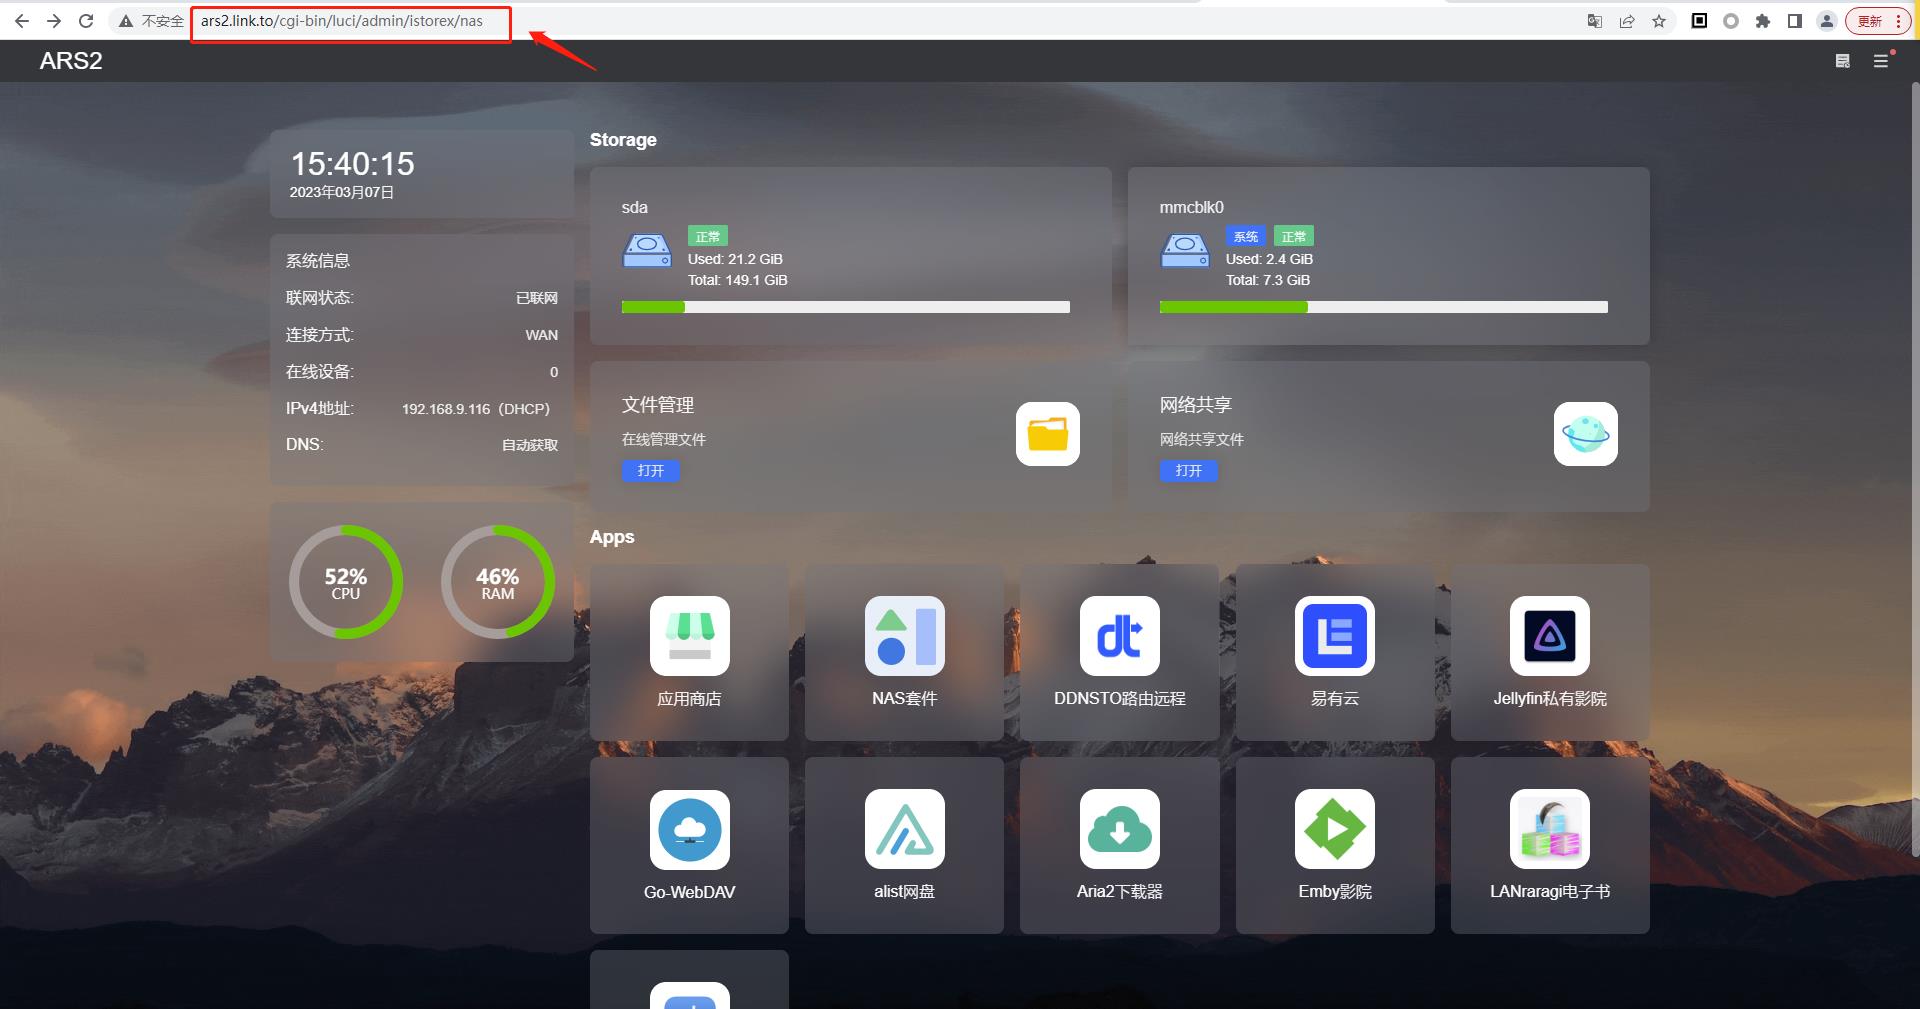 不安全
ars2.link.to/cgi-bin/luci/admin/istorex/nas
更新
ARS2
15:40:15
2023年03月07日
系统信息
联网状态: 已联网
连接方式: WAN
在线设备: 0
IPv4地址: 192.168.9.116（DHCP）
DNS: 自动获取
52%
CPU
46%
RAM
Storage
sda
正常
Used: 21.2 GiB
Total: 149.1 GiB
mmcblk0
系统 正常
Used: 2.4 GiB
Total: 7.3 GiB
文件管理
在线管理文件
打开
网络共享
网络共享文件
打开
Apps
应用商店
NAS套件
DDNSTO路由远程
易有云
Jellyfin私有影院
Go-WebDAV
alist网盘
Aria2下载器
Emby影院
LANraragi电子书